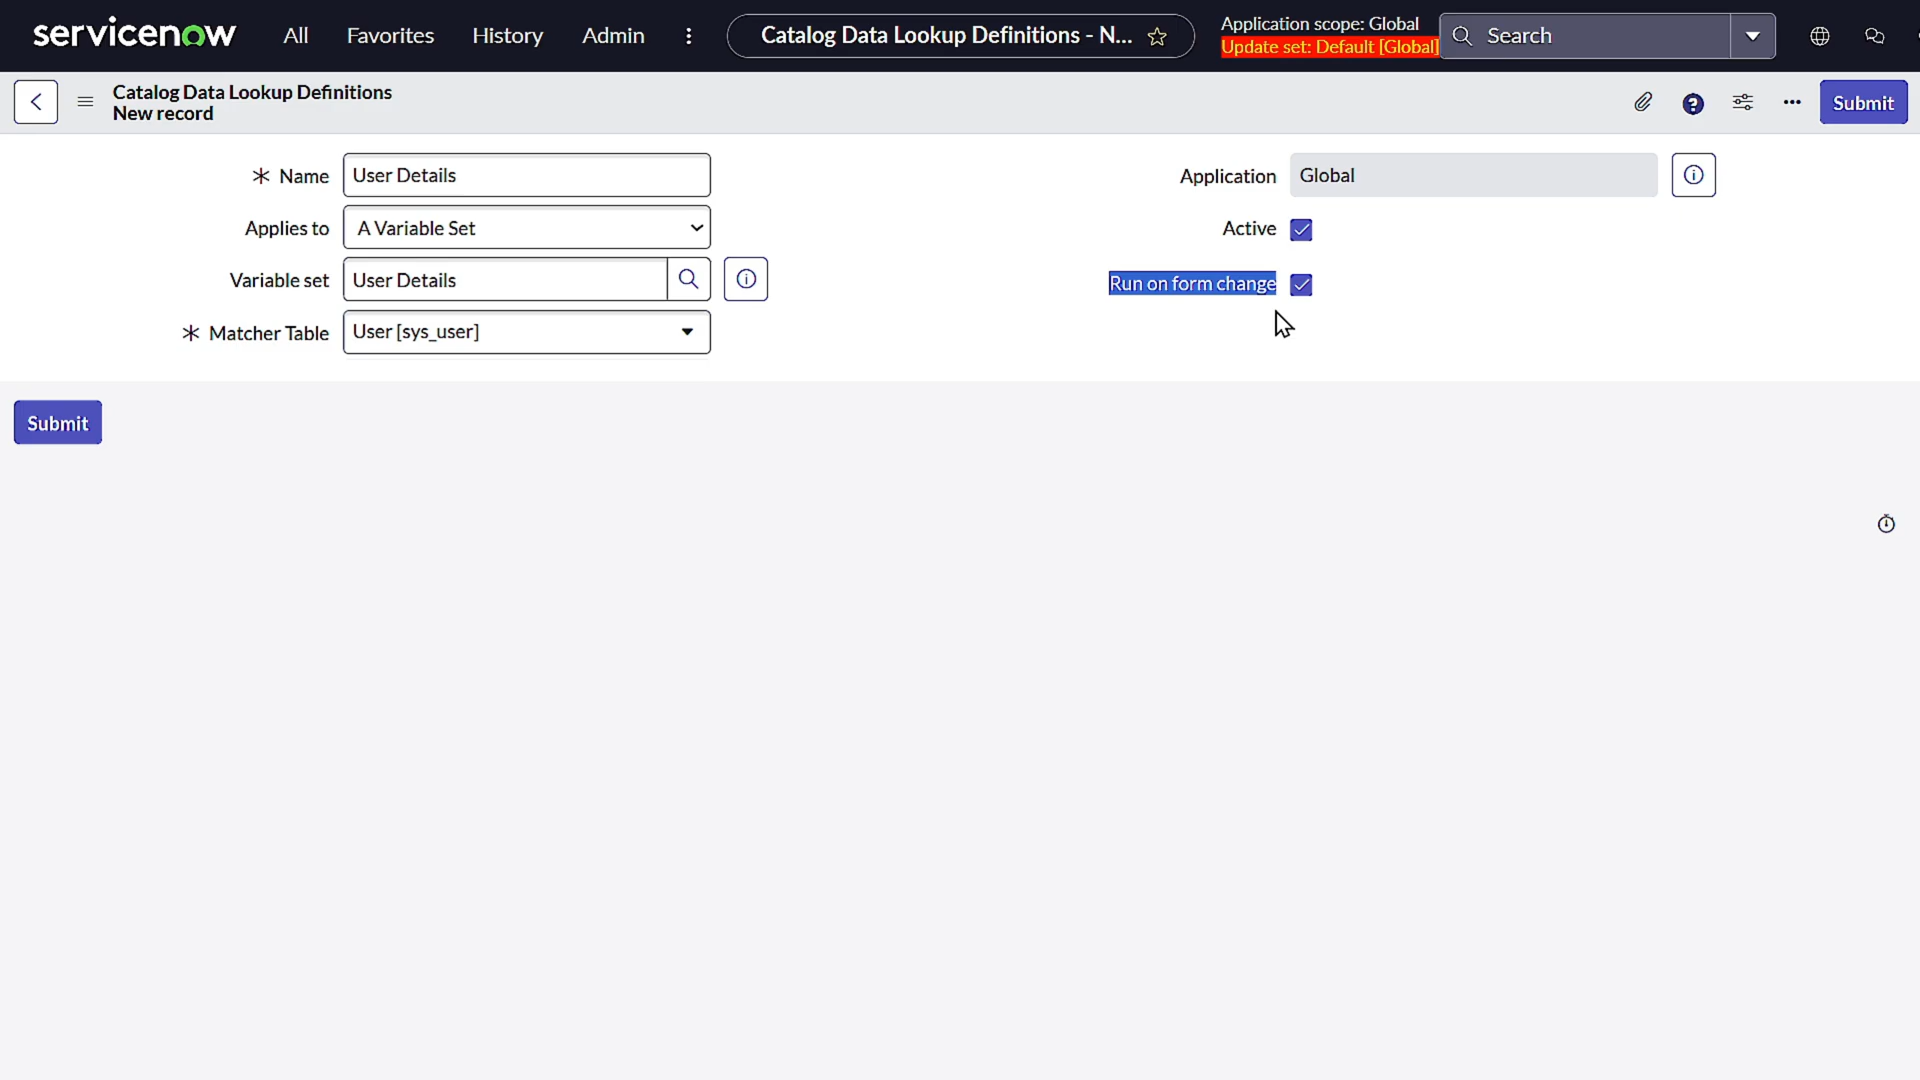 servicenow
All
Favorites
History
Admin
Catalog Data Lookup Definitions - N...
Application scope: Global
Update set: Default [Global]
Search
Catalog Data Lookup Definitions
New record
Submit
Name
User Details
Applies to
A Variable Set
Variable set
User Details
Matcher Table
User [sys_user]
Application
Global
Active
Run on form change
Submit